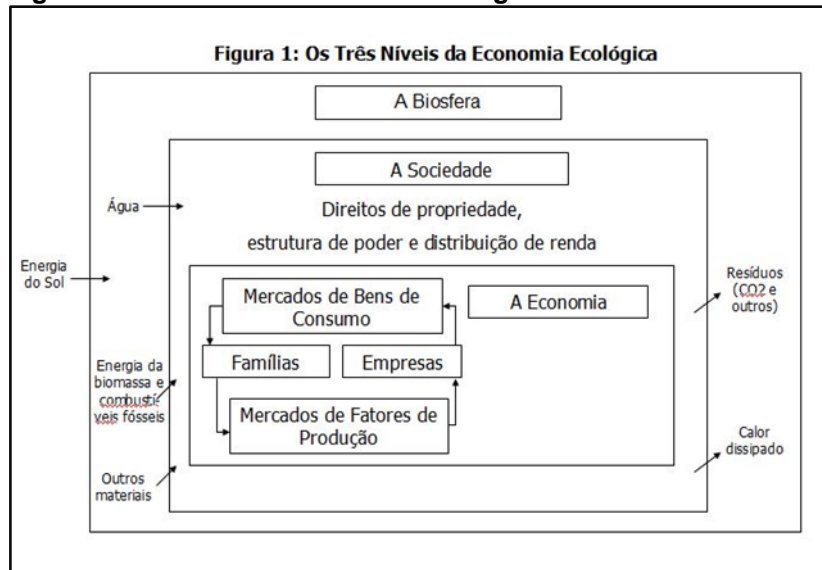 Figura 1: Os Três Níveis da Economia Ecológica
A Biosfera
A Sociedade
Direitos de propriedade,
estrutura de poder e distribuição de renda
Água
Energia
do Sol
Mercados de Bens de
Consumo
A Economia
Famílias
Empresas
Mercados de Fatores de
Produção
Energia da
biomassa e
combustí-
veis fósseis
Outros
materiais
Resíduos
(CO2 e
outros)
Calor
dissipado